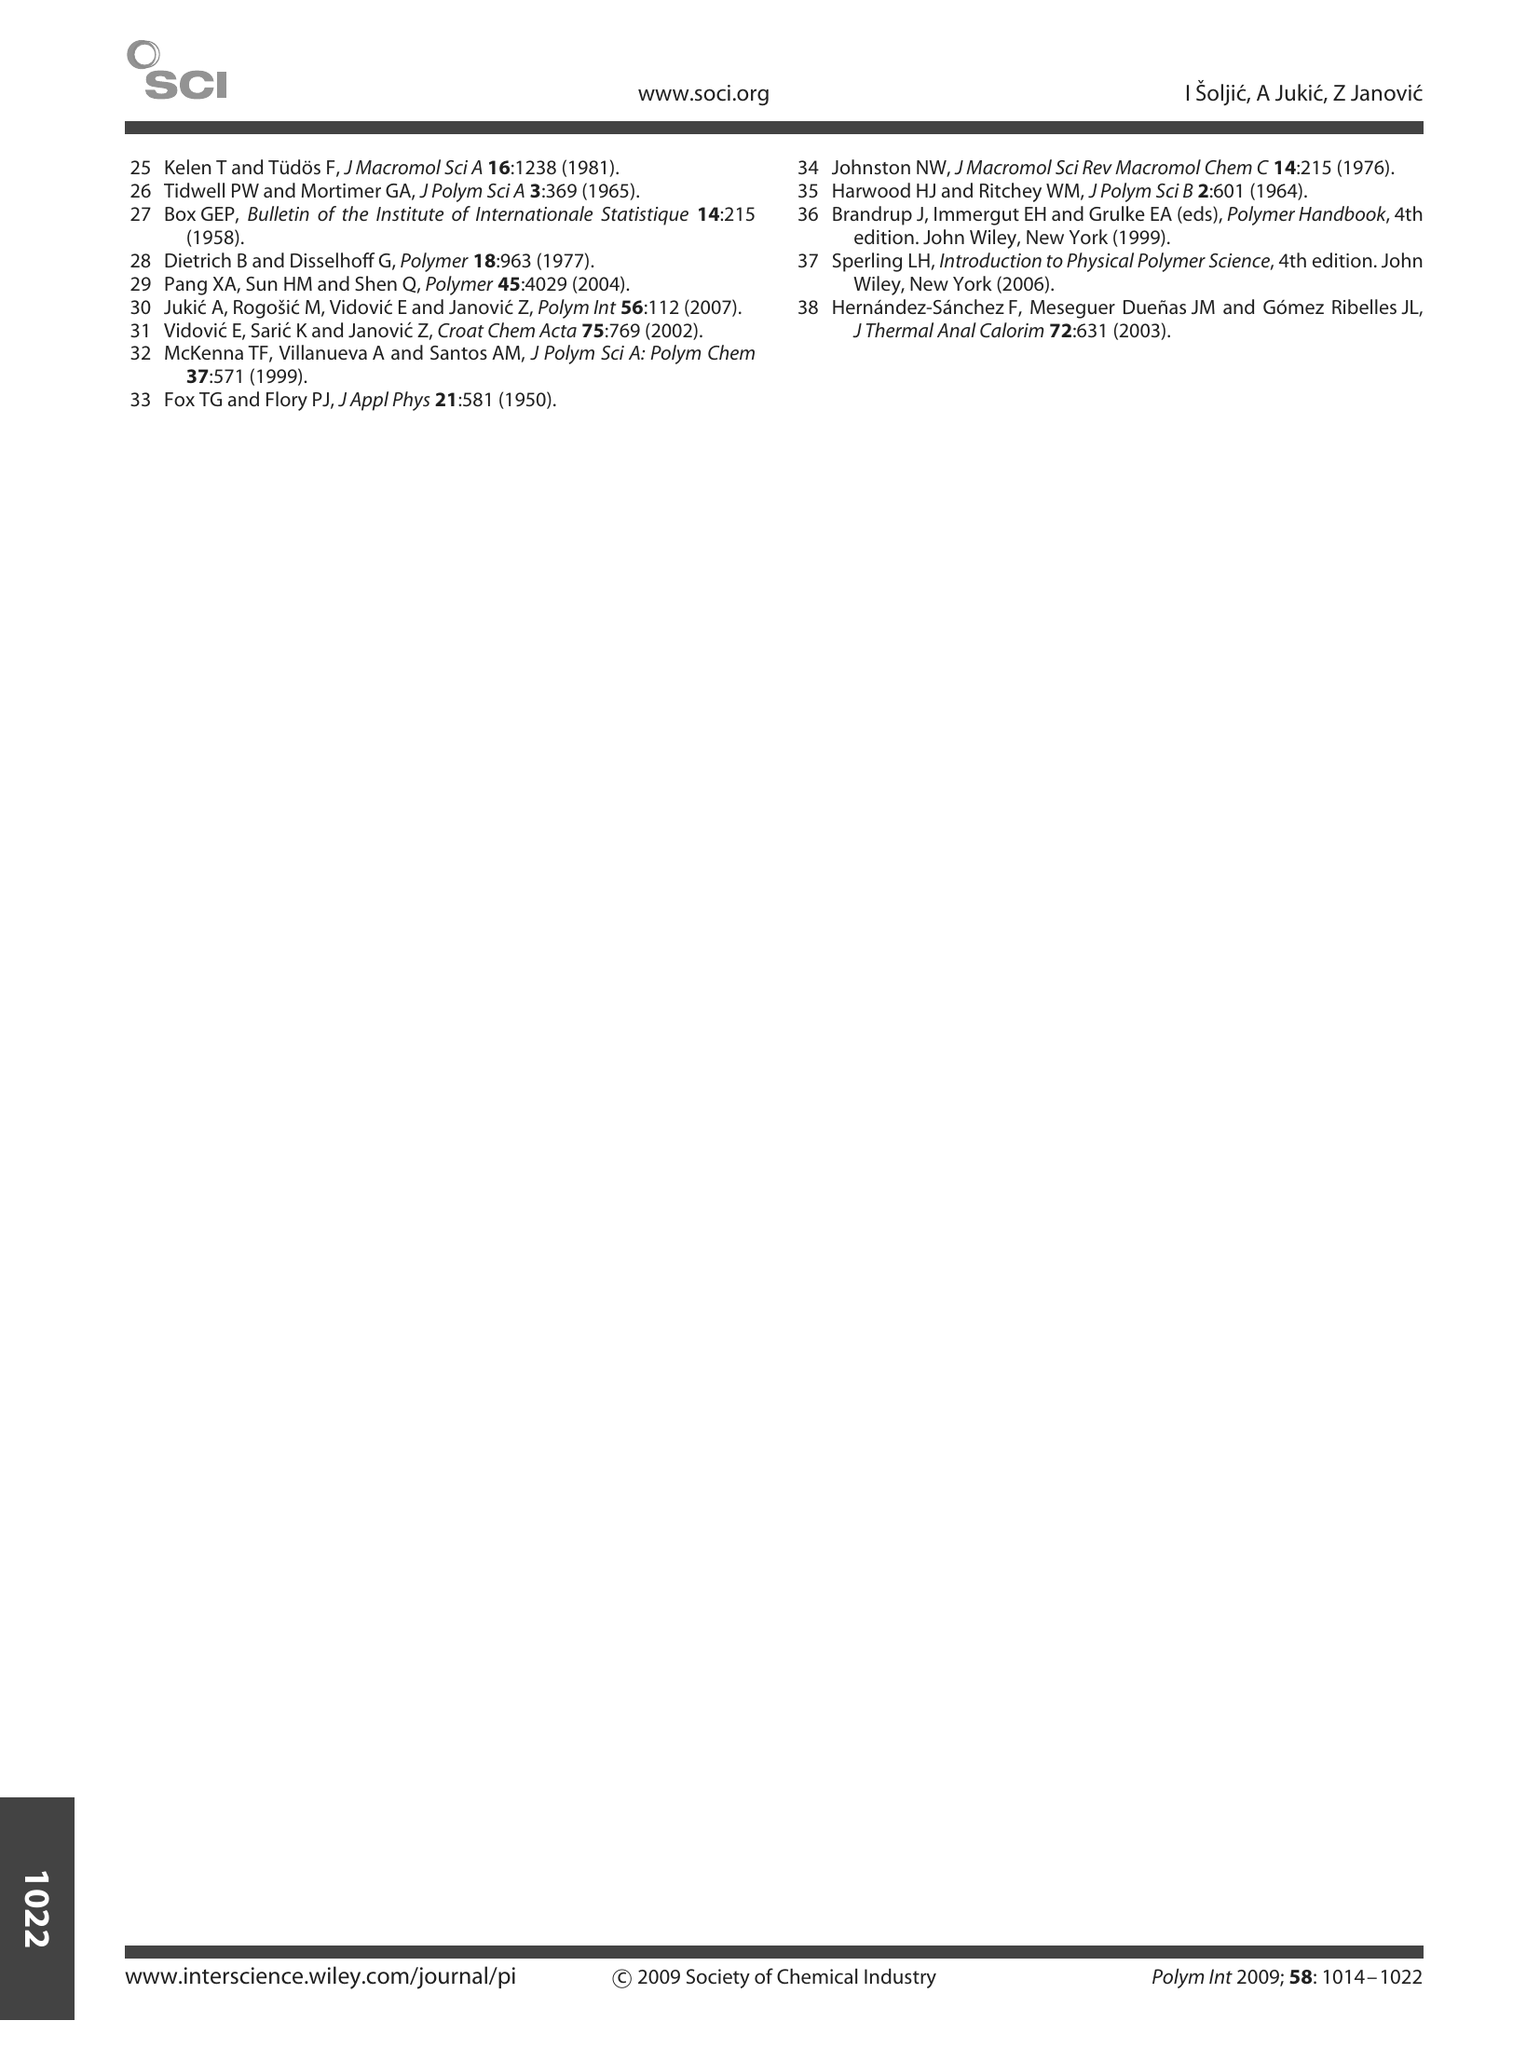 SCI
www.soci.org
I Šoljić, A Jukić, Z Janović
25 Kelen T and Tüdös F, J Macromol Sci A 16:1238 (1981).
26 Tidwell PW and Mortimer GA, J Polym Sci A 3:369 (1965).
27 Box GEP, Bulletin of the Institute of Internationale Statistique 14:215
(1958).
28 Dietrich B and Disselhoff G, Polymer 18:963 (1977).
29 Pang XA, Sun HM and Shen Q, Polymer 45:4029 (2004).
30 Jukić A, Rogošić M, Vidović E and Janović Z, Polym Int 56:112 (2007).
31 Vidović E, Sarić K and Janović Z, Croat Chem Acta 75:769 (2002).
32 McKenna TF, Villanueva A and Santos AM, J Polym Sci A: Polym Chem
37:571 (1999).
33 Fox TG and Flory PJ, J Appl Phys 21:581 (1950).
34 Johnston NW, J Macromol Sci Rev Macromol Chem C 14:215 (1976).
35 Harwood HJ and Ritchey WM, J Polym Sci B 2:601 (1964).
36 Brandrup J, Immergut EH and Grulke EA (eds), Polymer Handbook, 4th
edition. John Wiley, New York (1999).
37 Sperling LH, Introduction to Physical Polymer Science, 4th edition. John
Wiley, New York (2006).
38 Hernández-Sánchez F, Meseguer Dueñas JM and Gómez Ribelles JL,
J Thermal Anal Calorim 72:631 (2003).
1022
www.interscience.wiley.com/journal/pi
© 2009 Society of Chemical Industry
Polym Int 2009; 58: 1014–1022